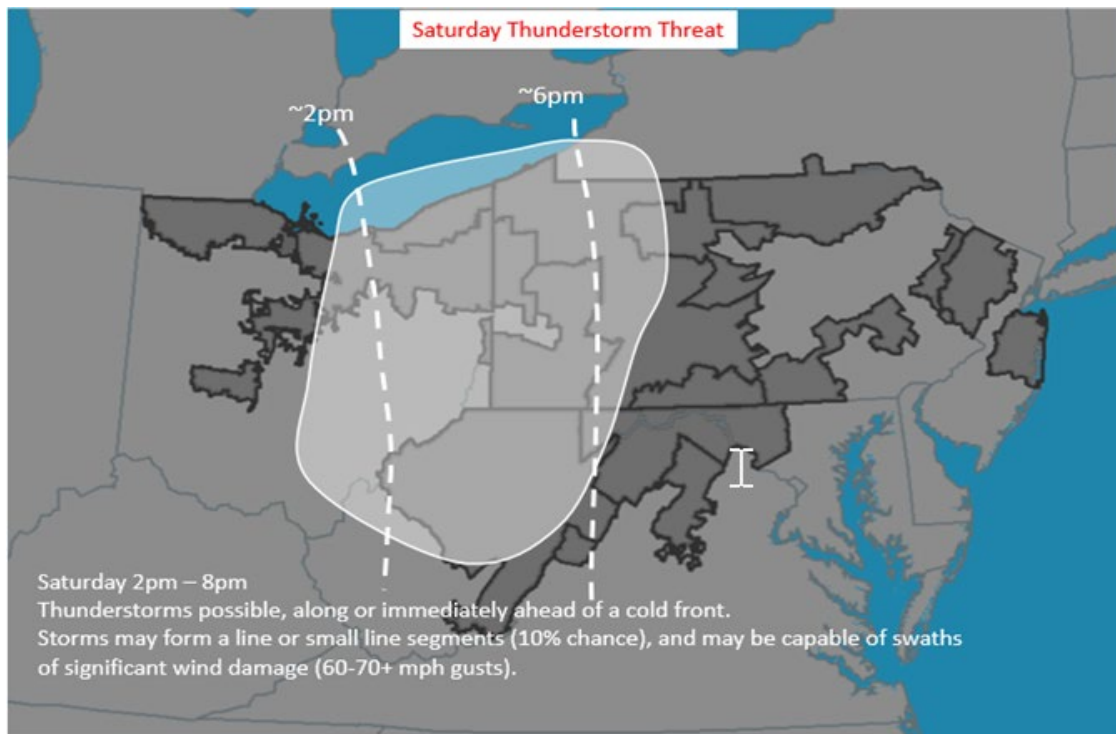 Saturday Thunderstorm Threat
~2pm
~6pm
Saturday 2pm – 8pm
Thunderstorms possible, along or immediately ahead of a cold front.
Storms may form a line or small line segments (10% chance), and may be capable of swaths
of significant wind damage (60-70+ mph gusts).